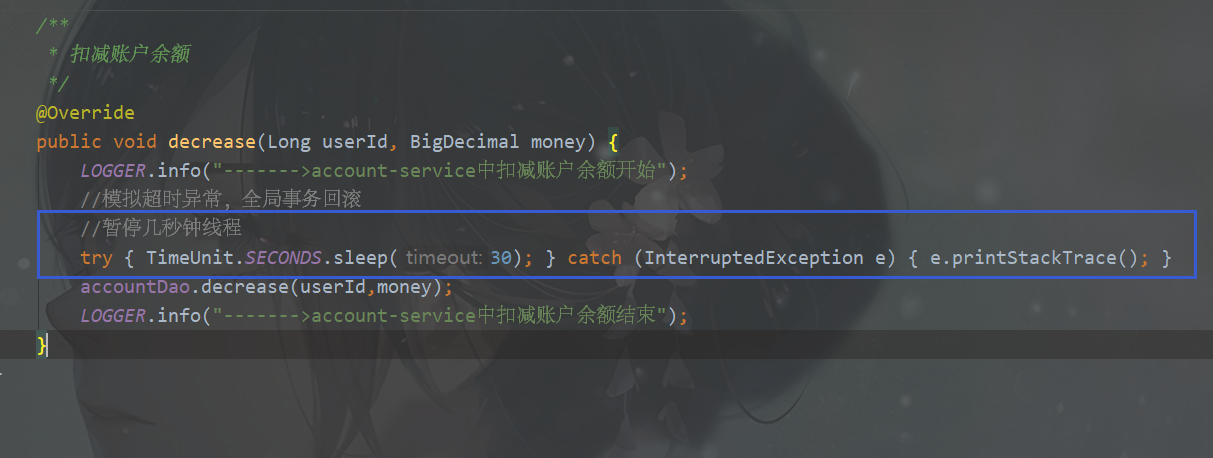 /**
 * 扣减账户余额
 */
@Override
public void decrease(Long userId, BigDecimal money) {
    LOGGER.info("------->account-service中扣减账户余额开始");
    //模拟超时异常，全局事务回滚
    //暂停几秒钟线程
    try { TimeUnit.SECONDS.sleep( timeout: 30); } catch (InterruptedException e) { e.printStackTrace(); }
    accountDao.decrease(userId,money);
    LOGGER.info("------->account-service中扣减账户余额结束");
}